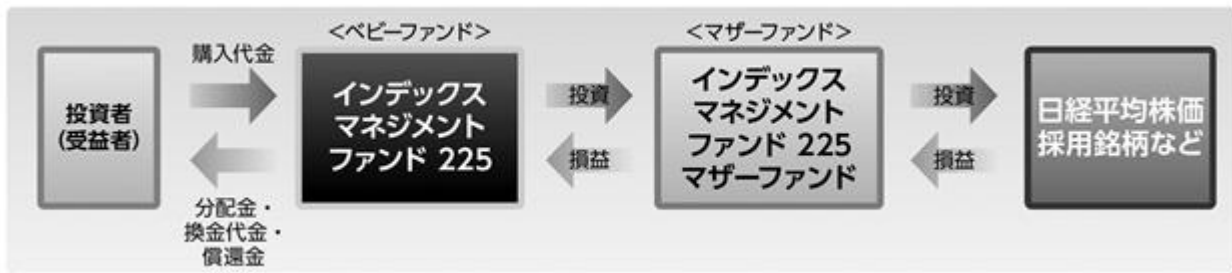 投資者
(受益者)
購入代金
分配金・
換金代金・
償還金
<ベビーファンド>
インデックス
マネジメント
ファンド 225
投資
損益
<マザーファンド>
インデックス
マネジメント
ファンド 225
マザーファンド
投資
損益
日経平均株価
採用銘柄など